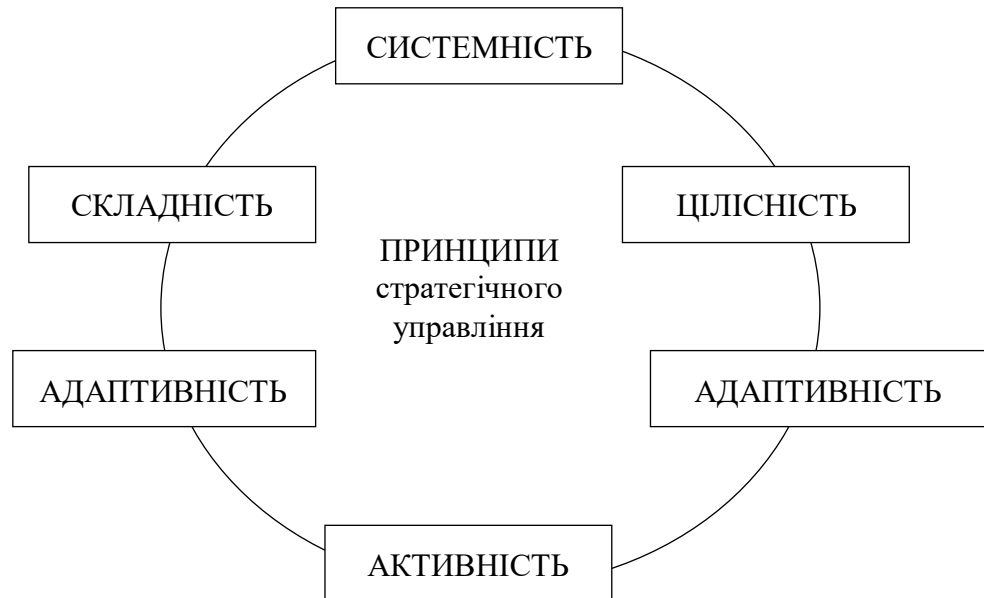 СИСТЕМНІСТЬ
СКЛАДНІСТЬ
ЦІЛІСНІСТЬ
ПРИНЦИПИ
стратегічного
управління
АДАПТИВНІСТЬ
АДАПТИВНІСТЬ
АКТИВНІСТЬ